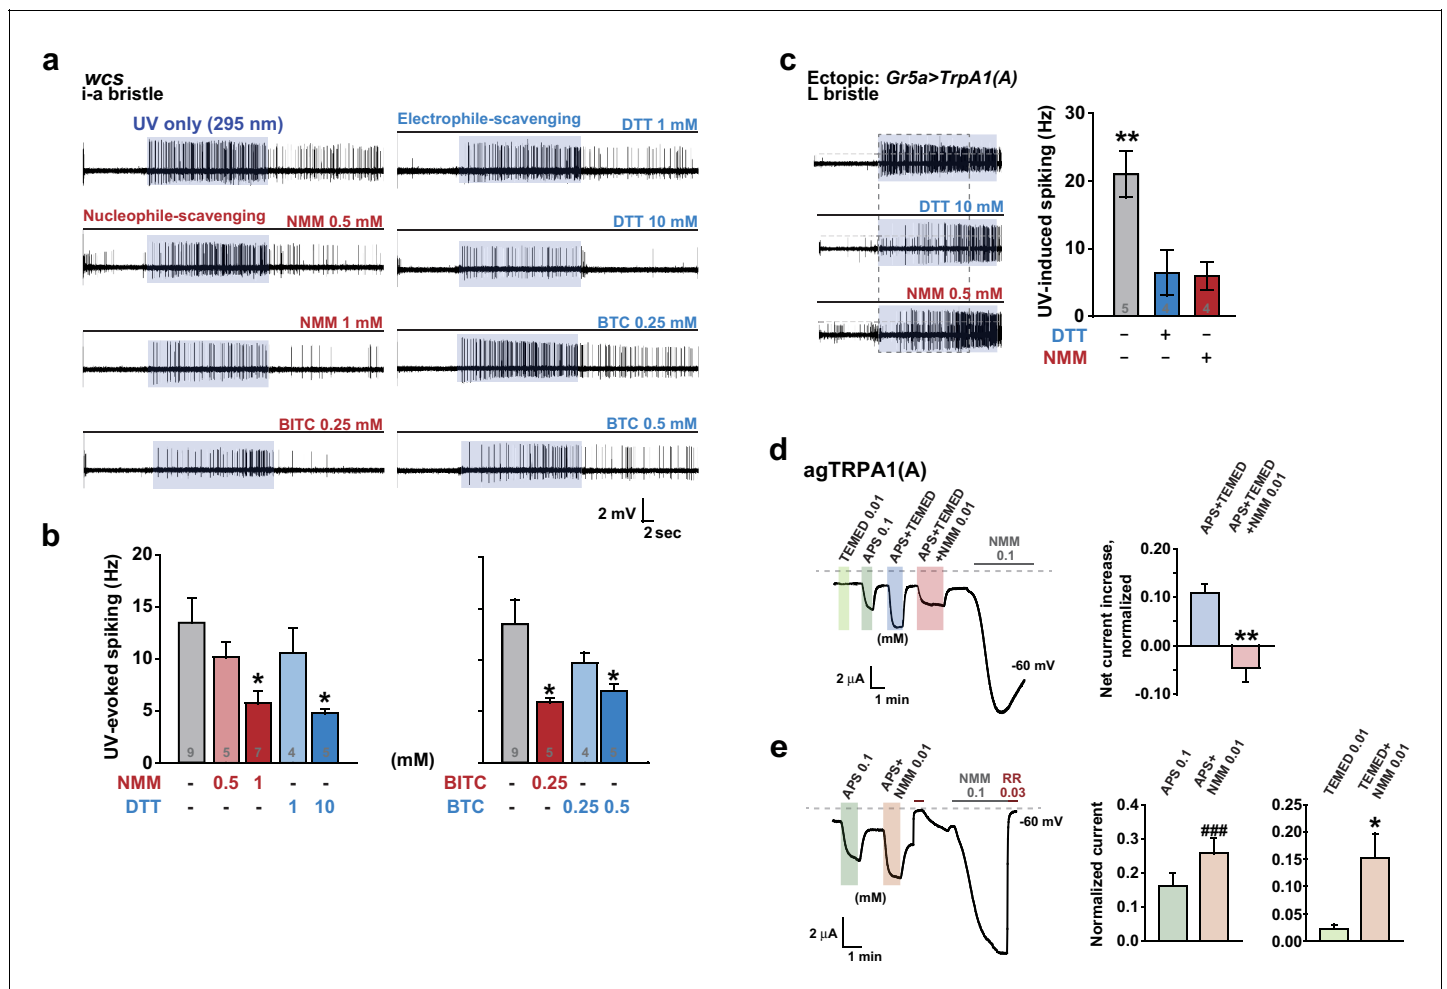 a
wcs
i-a bristle
UV only (295 nm)
Electrophile-scavenging
DTT 1 mM
Nucleophile-scavenging
NMM 0.5 mM
DTT 10 mM
NMM 1 mM
BTC 0.25 mM
BITC 0.25 mM
BTC 0.5 mM
2 mV
2 sec
b
UV-evoked spiking (Hz)
20
15
10
5
0
9
5
7
4
9
5
4
(mM)
NMM - 0.5 1 - -
DTT - - - 1 10
BITC - 0.25 - -
BTC - - 0.25 0.5
*
*
*
*
c
Ectopic: Gr5a>TrpA1(A)
L bristle
DTT 10 mM
NMM 0.5 mM
UV-induced spiking (Hz)
30
20
10
0
**
5
4
DTT – + –
NMM – – +
d
agTRPA1(A)
TEMED 0.01
APS 0.1
APS+TEMED
APS+TEMED
+NMM 0.01
NMM
0.1
(mM)
-60 mV
2 µA
1 min
APS+TEMED
APS+TEMED
+NMM 0.01
Net current increase,
normalized
0.20
0.10
0.00
-0.10
**
e
APS 0.1
APS+
NMM 0.01
NMM
0.1
RR
0.03
-60 mV
(mM)
2 µA
1 min
APS 0.1
APS+
NMM 0.01
Normalized current
0.4
0.3
0.2
0.1
0.0
###
TEMED 0.01
TEMED+
NMM 0.01
0.25
0.20
0.15
0.10
0.05
0.00
*